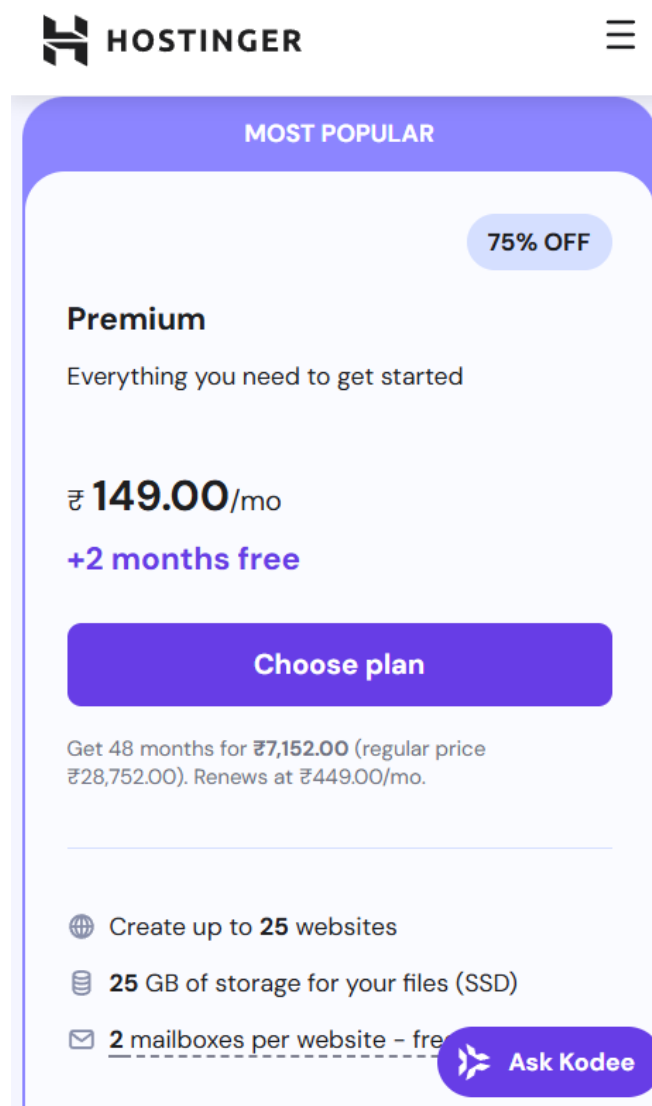 HOSTINGER
MOST POPULAR
75% OFF
Premium
Everything you need to get started
₹ 149.00/mo
+2 months free
Choose plan
Get 48 months for ₹7,152.00 (regular price
₹28,752.00). Renews at ₹449.00/mo.
Create up to 25 websites
25 GB of storage for your files (SSD)
2 mailboxes per website -
Ask Kodee